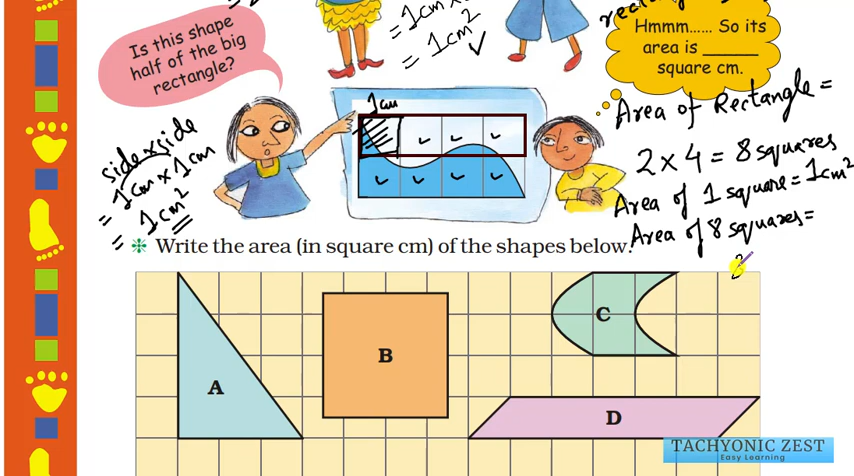 Is this shape
half of the big
rectangle?
= 1cm
= 1cm²
Hmmm...... So its
area is ______
square cm.
1cm
side x side
= 1cm x 1cm
= 1cm²
Area of Rectangle =
2 x 4 = 8 squares
Area of 1 square = 1cm²
Area of 8 squares =
Write the area (in square cm) of the shapes below.
A
B
C
D
TACHYONIC ZEST
Easy Learning